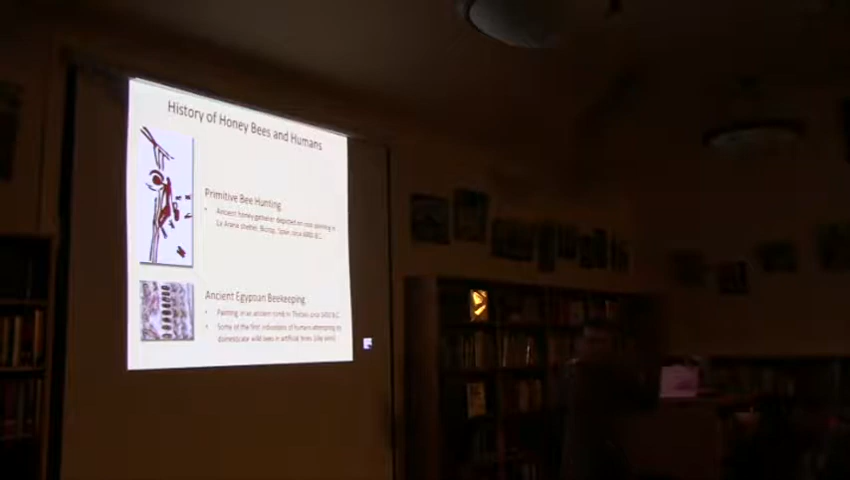 History of Honey Bees and Humans
Primitive Bee Hunting
• Ancient honey gatherer depicted on cave painting in
La Arana shelter, Bicorp, Spain circa 6000 B.C.
Ancient Egyptian Beekeeping
• Painting in an ancient tomb in Thebes circa B.C.
• Some of the first indications of humans attempting to
domesticate wild bees in artificial hives (clay pots)